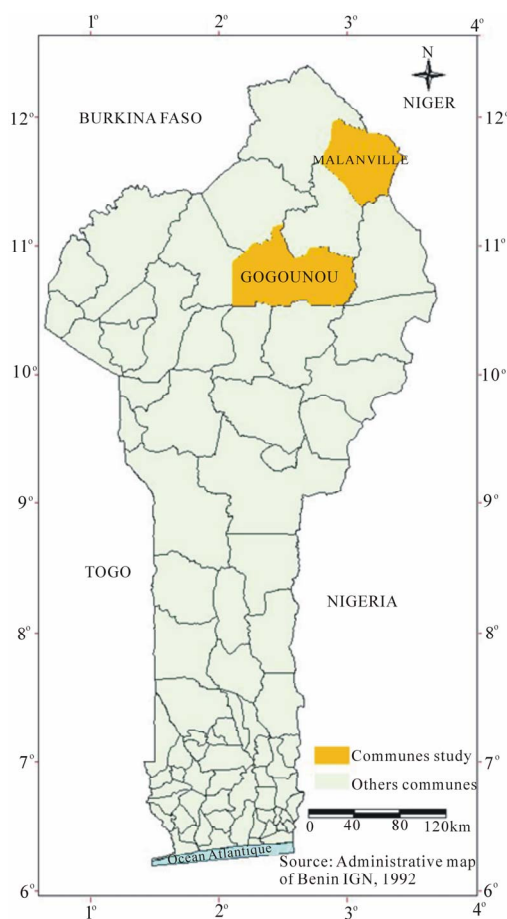 1° 2° 3° 4°
N
NIGER
BURKINA FASO
12° 12°
MALANVILLE
11° 11°
GOGOUNOU
10° 10°
9° 9°
TOGO
NIGERIA
8° 8°
7° 7°
Communes study
Others communes
0 40 80 120km
Ocean Atlantique
Source: Administrative map
of Benin IGN, 1992
6° 6°
1° 2° 3° 4°